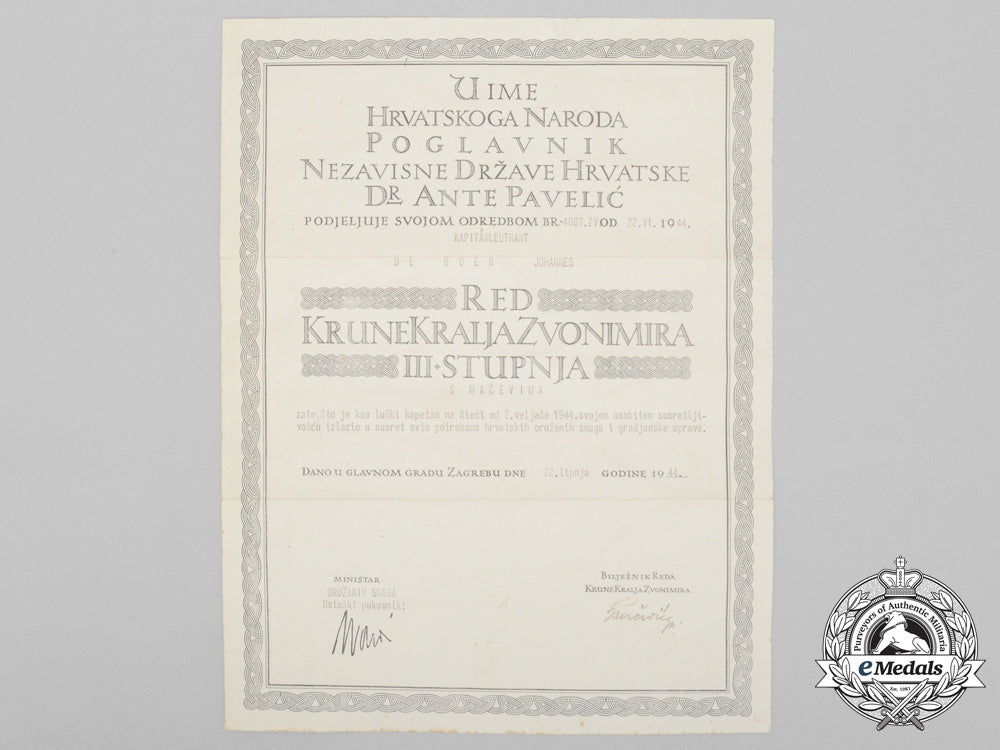 U IME
HRVATSKOGA NARODA
POGLAVNIK
NEZAVISNE DRŽAVE HRVATSKE
DR ANTE PAVELIĆ
PODJELJUJE SVOJOM ODREDBOM BR. 4807.ZV OD 22.VI. 1944.
KAPITÄNLEUTNANT
DE BOER JOHANNES
RED
KRUNE KRALJA ZVONIMIRA
III. STUPNJA
S MAČEVIMA
zato, što je kao lučki kapetan na Rieci od 2. veljače 1944. svojom osobitom susretlji-
vošću izlazio u susret svim potrebama hrvatskih oružanih snaga i gradjanske uprave.
DANO U GLAVNOM GRADU ZAGREBU DNE 22. lipnja GODINE 1944.
MINISTAR
ORUŽANIH SNAGA
Ustaški pukovnik:
BILJEŽNIK REDA
KRUNE KRALJA ZVONIMIRA
Purveyors of Authentic Militaria
eMedals
Est. 1967